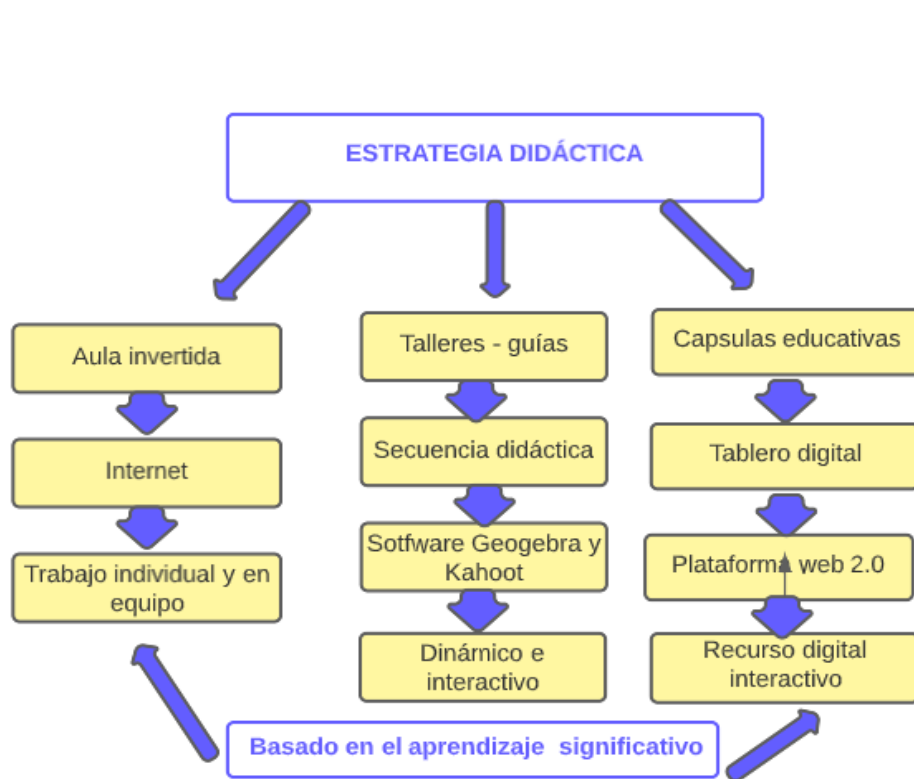 ESTRATEGIA DIDÁCTICA
Aula invertida
Internet
Trabajo individual y en
equipo
Talleres - guías
Secuencia didáctica
Sotfware Geogebra y
Kahoot
Dinámico e
interactivo
Capsulas educativas
Tablero digital
Plataforma web 2.0
Recurso digital
interactivo
Basado en el aprendizaje significativo